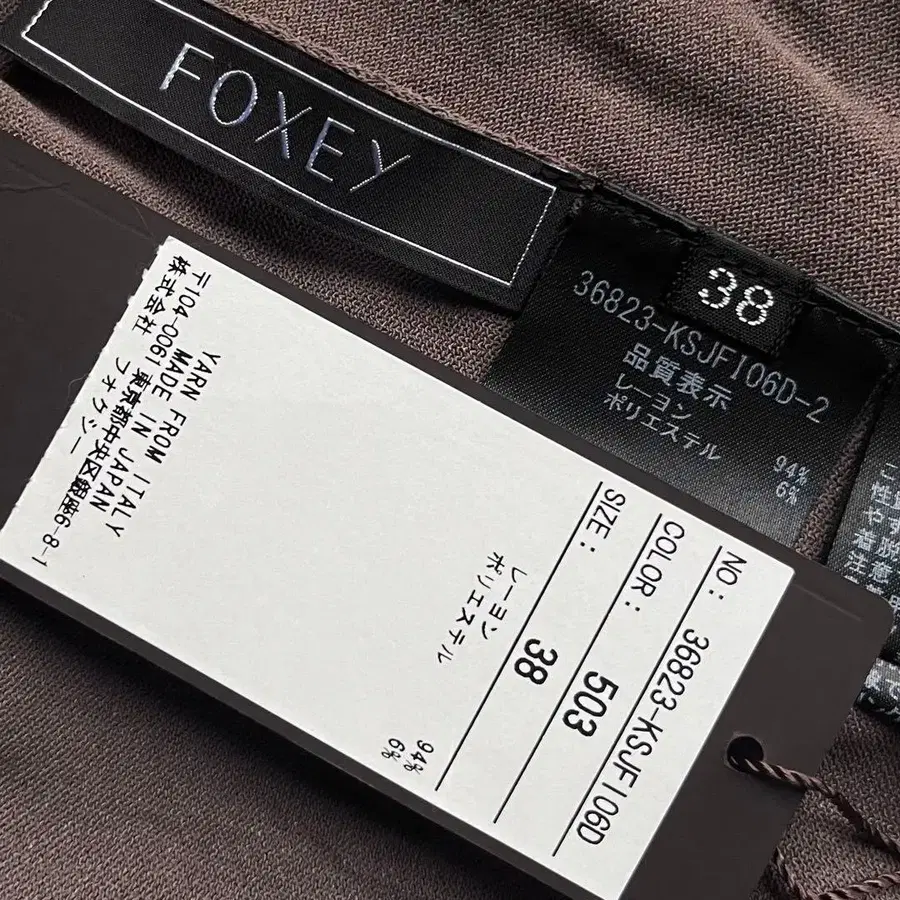 FOXEY
38
36823-KSJFI06D-2
品質表示
レーヨン 94%
ポリエステル 6%
NO: 36823-KSJFI06D
COLOR: 503
SIZE: 38
レーヨン 94%
ポリエステル 6%
YARN FROM ITALY
MADE IN JAPAN
〒104-0061 東京都中央区銀座6-8-1
株式会社 フォクシー